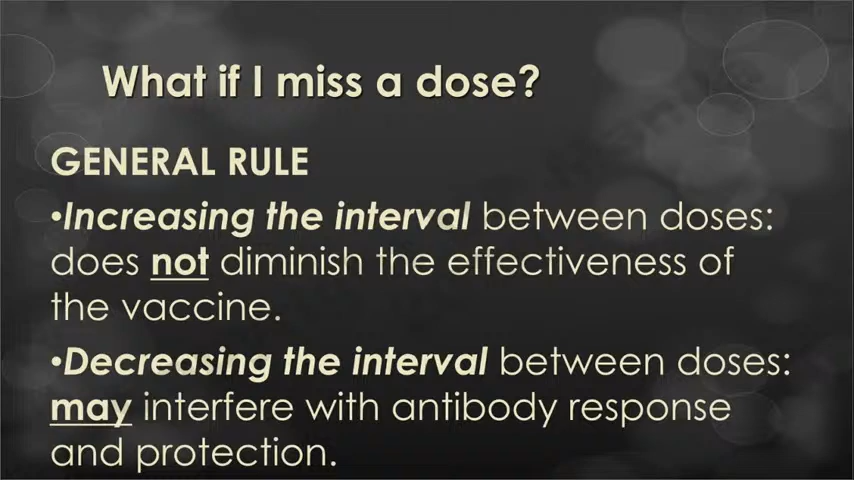 What if I miss a dose?
GENERAL RULE
•Increasing the interval between doses:
does not diminish the effectiveness of
the vaccine.
•Decreasing the interval between doses:
may interfere with antibody response
and protection.